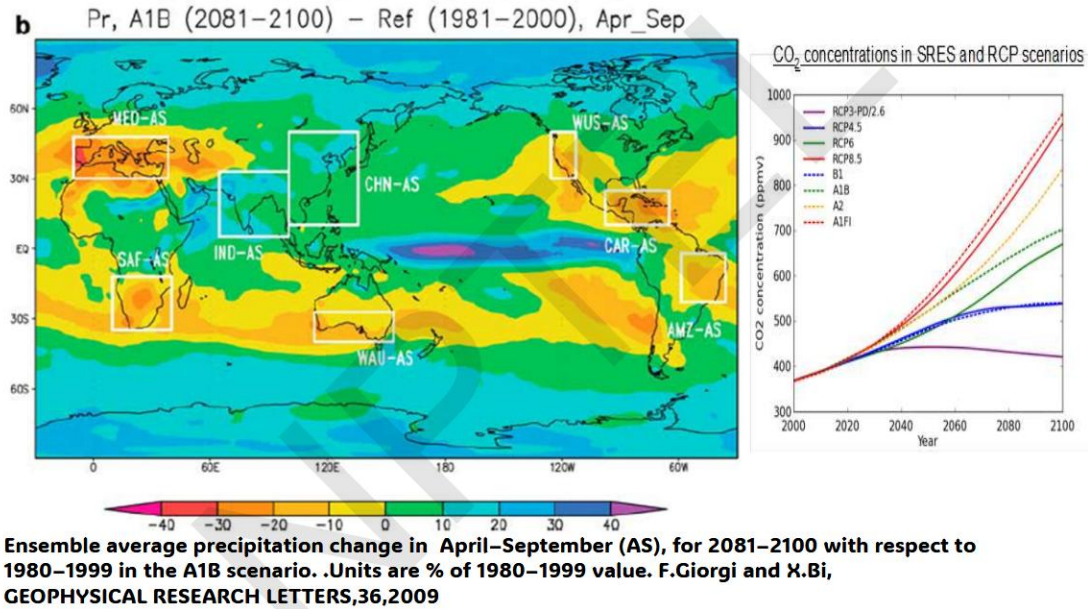 b Pr, A1B (2081-2100) - Ref (1981-2000), Apr_Sep
60N
30N
EQ
30S
60S
MED-AS
WUS-AS
CHN-AS
IND-AS
CAR-AS
SAF-AS
AMZ-AS
WAU-AS
0 60E 120E 180 120W 60W
-40 -30 -20 -10 0 10 20 30 40
CO2 concentrations in SRES and RCP scenarios
1000
900
800
700
600
500
400
300
CO2 concentration (ppmv)
RCP3-PD/2.6
RCP4.5
RCP6
RCP8.5
B1
A1B
A2
A1FI
2000 2020 2040 2060 2080 2100
Year
Ensemble average precipitation change in April–September (AS), for 2081–2100 with respect to
1980–1999 in the A1B scenario. .Units are % of 1980–1999 value. F.Giorgi and X.Bi,
GEOPHYSICAL RESEARCH LETTERS,36,2009
NPTEL